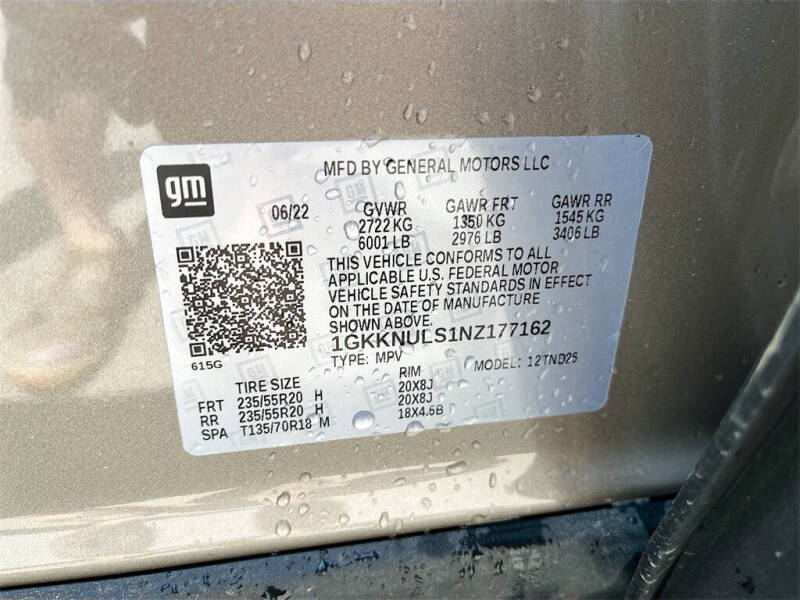 gm
MFD BY GENERAL MOTORS LLC
06/22 GVWR GAWR FRT GAWR RR
2722 KG 1350 KG 1545 KG
6001 LB 2976 LB 3406 LB
THIS VEHICLE CONFORMS TO ALL
APPLICABLE U.S. FEDERAL MOTOR
VEHICLE SAFETY STANDARDS IN EFFECT
ON THE DATE OF MANUFACTURE
SHOWN ABOVE.
1GKKNULS1NZ177162
615G
TYPE: MPV MODEL: 12TND26
TIRE SIZE RIM
FRT 235/55R20 H 20X8J
RR 235/55R20 H 20X8J
SPA T135/70R18 M 18X4.5B